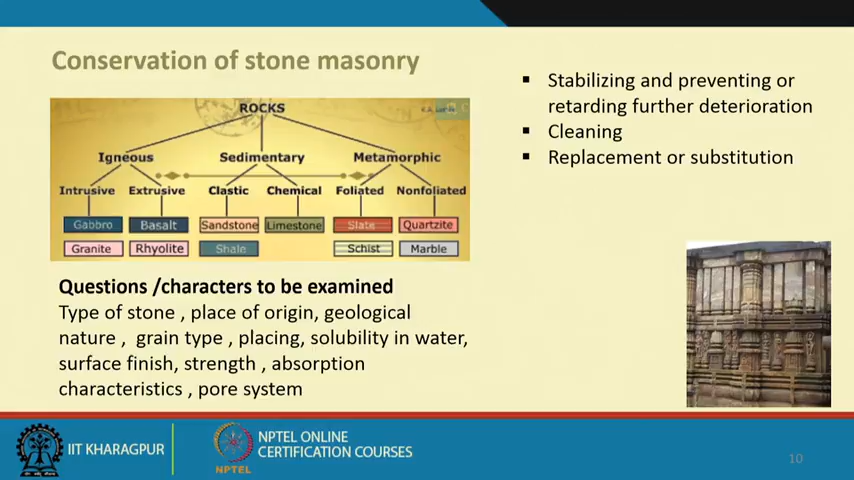 Conservation of stone masonry
ROCKS
Igneous Sedimentary Metamorphic
Intrusive Extrusive Clastic Chemical Foliated Nonfoliated
Gabbro Basalt Sandstone Limestone Slate Quartzite
Granite Rhyolite Shale Schist Marble
Questions /characters to be examined
Type of stone , place of origin, geological
nature , grain type , placing, solubility in water,
surface finish, strength , absorption
characteristics , pore system
▪ Stabilizing and preventing or
retarding further deterioration
▪ Cleaning
▪ Replacement or substitution
IIT KHARAGPUR
NPTEL
NPTEL ONLINE
CERTIFICATION COURSES
10